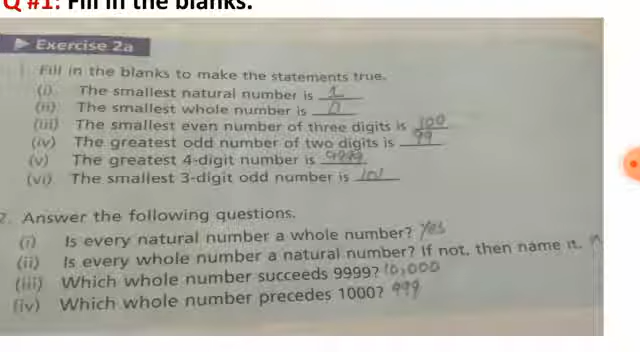 Q #1: Fill in the blanks.
Exercise 2a
Fill in the blanks to make the statements true.
(i) The smallest natural number is 1
(ii) The smallest whole number is 0
(iii) The smallest even number of three digits is 100
(iv) The greatest odd number of two digits is 99
(v) The greatest 4-digit number is 9999
(vi) The smallest 3-digit odd number is 101
2. Answer the following questions.
(i) Is every natural number a whole number? Yes
(ii) Is every whole number a natural number? If not, then name it.
(iii) Which whole number succeeds 9999? 10,000
(iv) Which whole number precedes 1000? 999